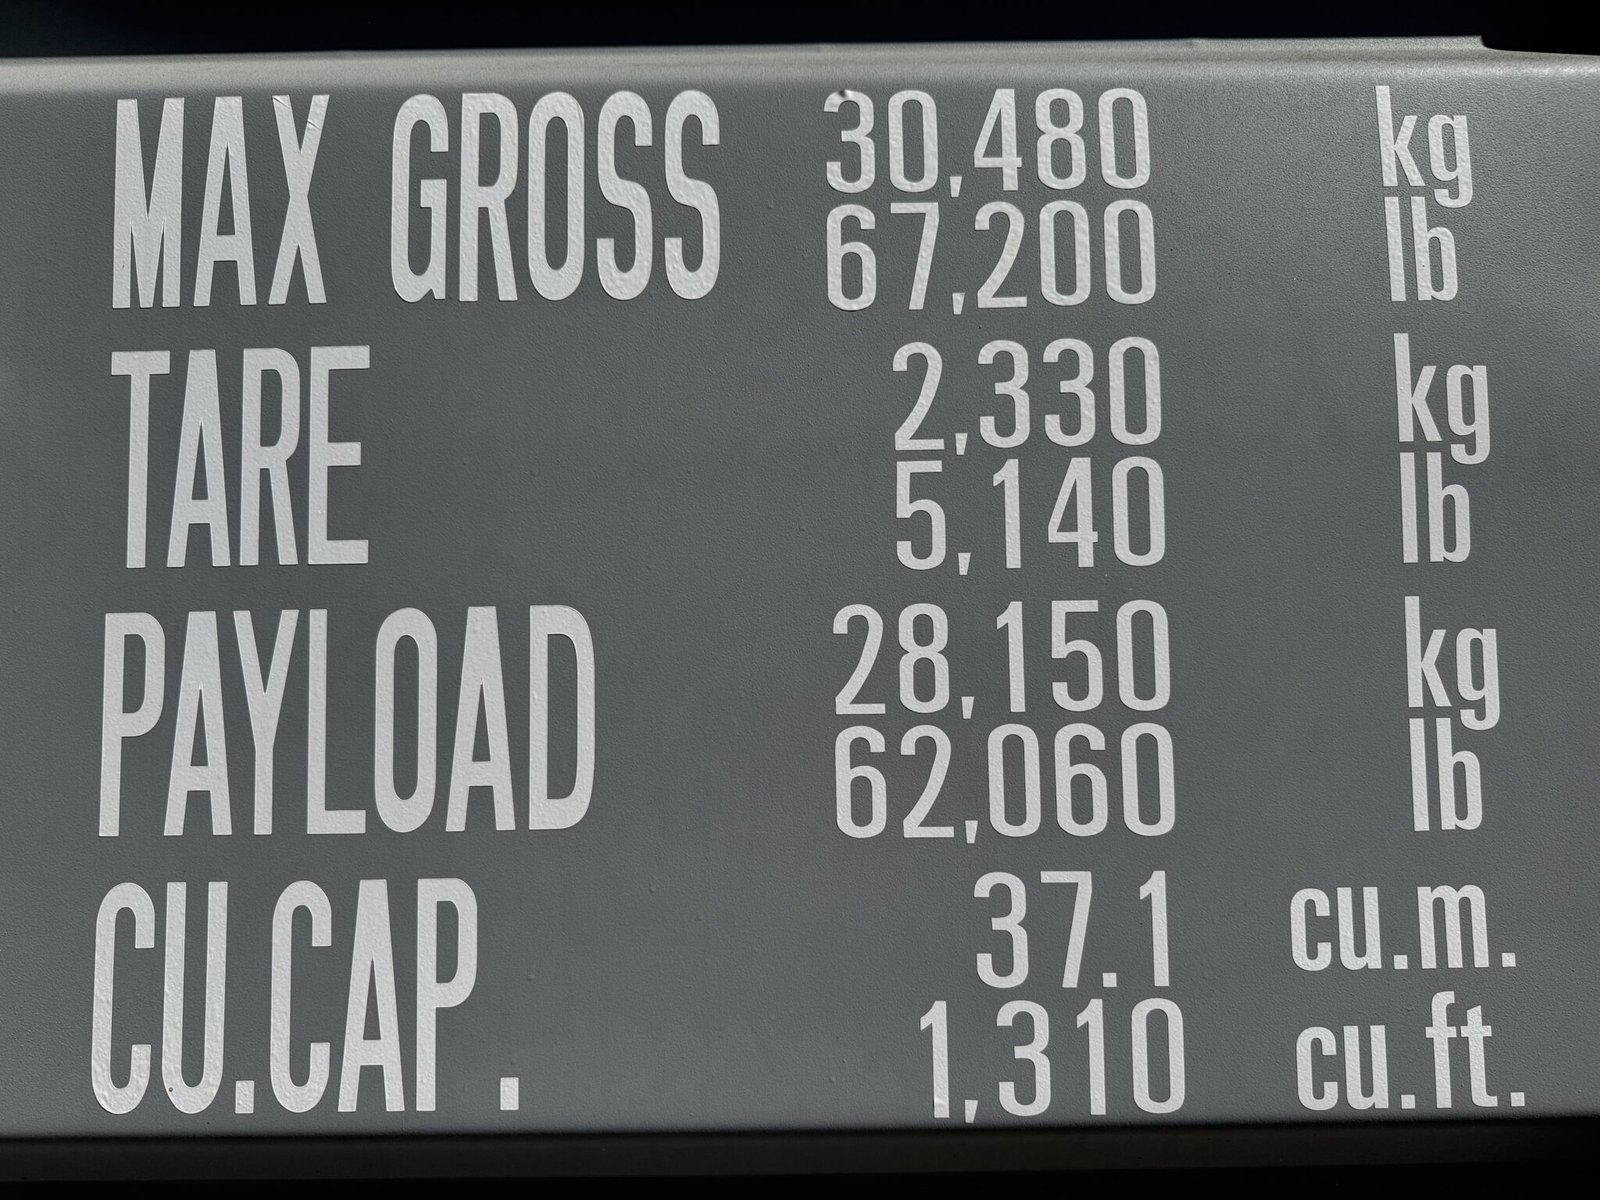 MAX GROSS 30,480 kg
67,200 lb
TARE 2,330 kg
5,140 lb
PAYLOAD 28,150 kg
62,060 lb
CU.CAP. 37.1 cu.m.
1,310 cu.ft.